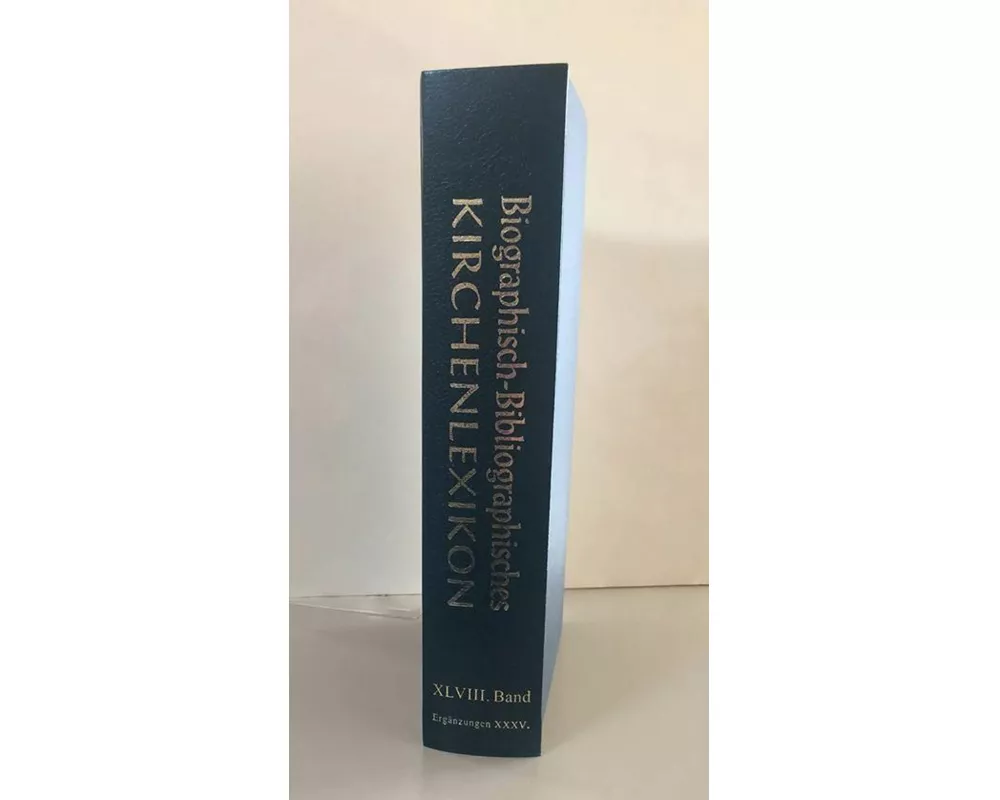 Biographisch-Bibliographisches
KIRCHENLEXIKON
XLVIII. Band
Ergänzungen XXXV.